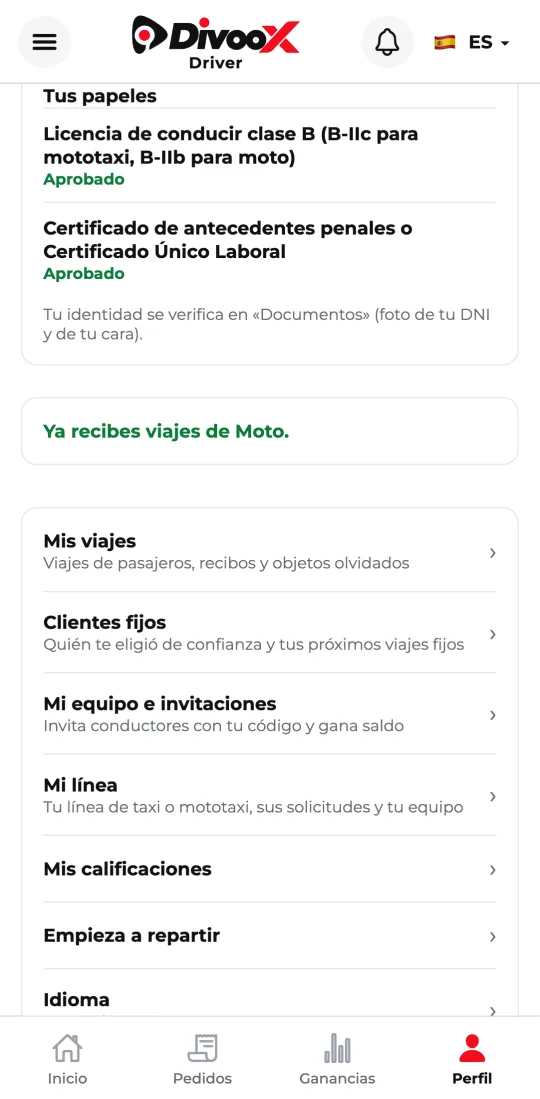 DivooX
Driver
ES
Tus papeles
Licencia de conducir clase B (B-IIc para
mototaxi, B-IIb para moto)
Aprobado
Certificado de antecedentes penales o
Certificado Único Laboral
Aprobado
Tu identidad se verifica en «Documentos» (foto de tu DNI
y de tu cara).
Ya recibes viajes de Moto.
Mis viajes
Viajes de pasajeros, recibos y objetos olvidados
Clientes fijos
Quién te eligió de confianza y tus próximos viajes fijos
Mi equipo e invitaciones
Invita conductores con tu código y gana saldo
Mi línea
Tu línea de taxi o mototaxi, sus solicitudes y tu equipo
Mis calificaciones
Empieza a repartir
Idioma
Inicio
Pedidos
Ganancias
Perfil